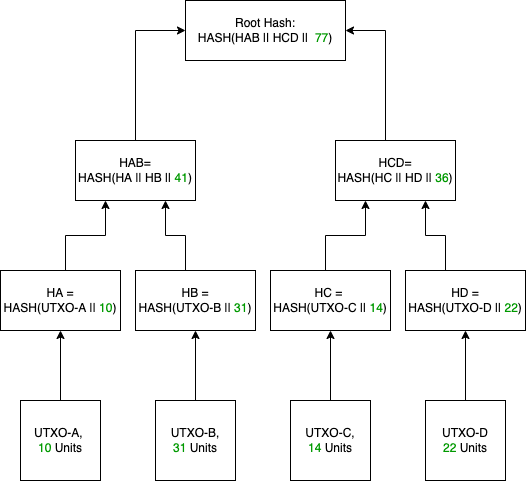 Root Hash:
HASH(HAB || HCD ||  77)
HAB=
HASH(HA || HB || 41)
HCD=
HASH(HC || HD || 36)
HA =
HASH(UTXO-A || 10)
HB =
HASH(UTXO-B || 31)
HC =
HASH(UTXO-C || 14)
HD =
HASH(UTXO-D || 22)
UTXO-A,
10 Units
UTXO-B,
31 Units
UTXO-C,
14 Units
UTXO-D
22 Units